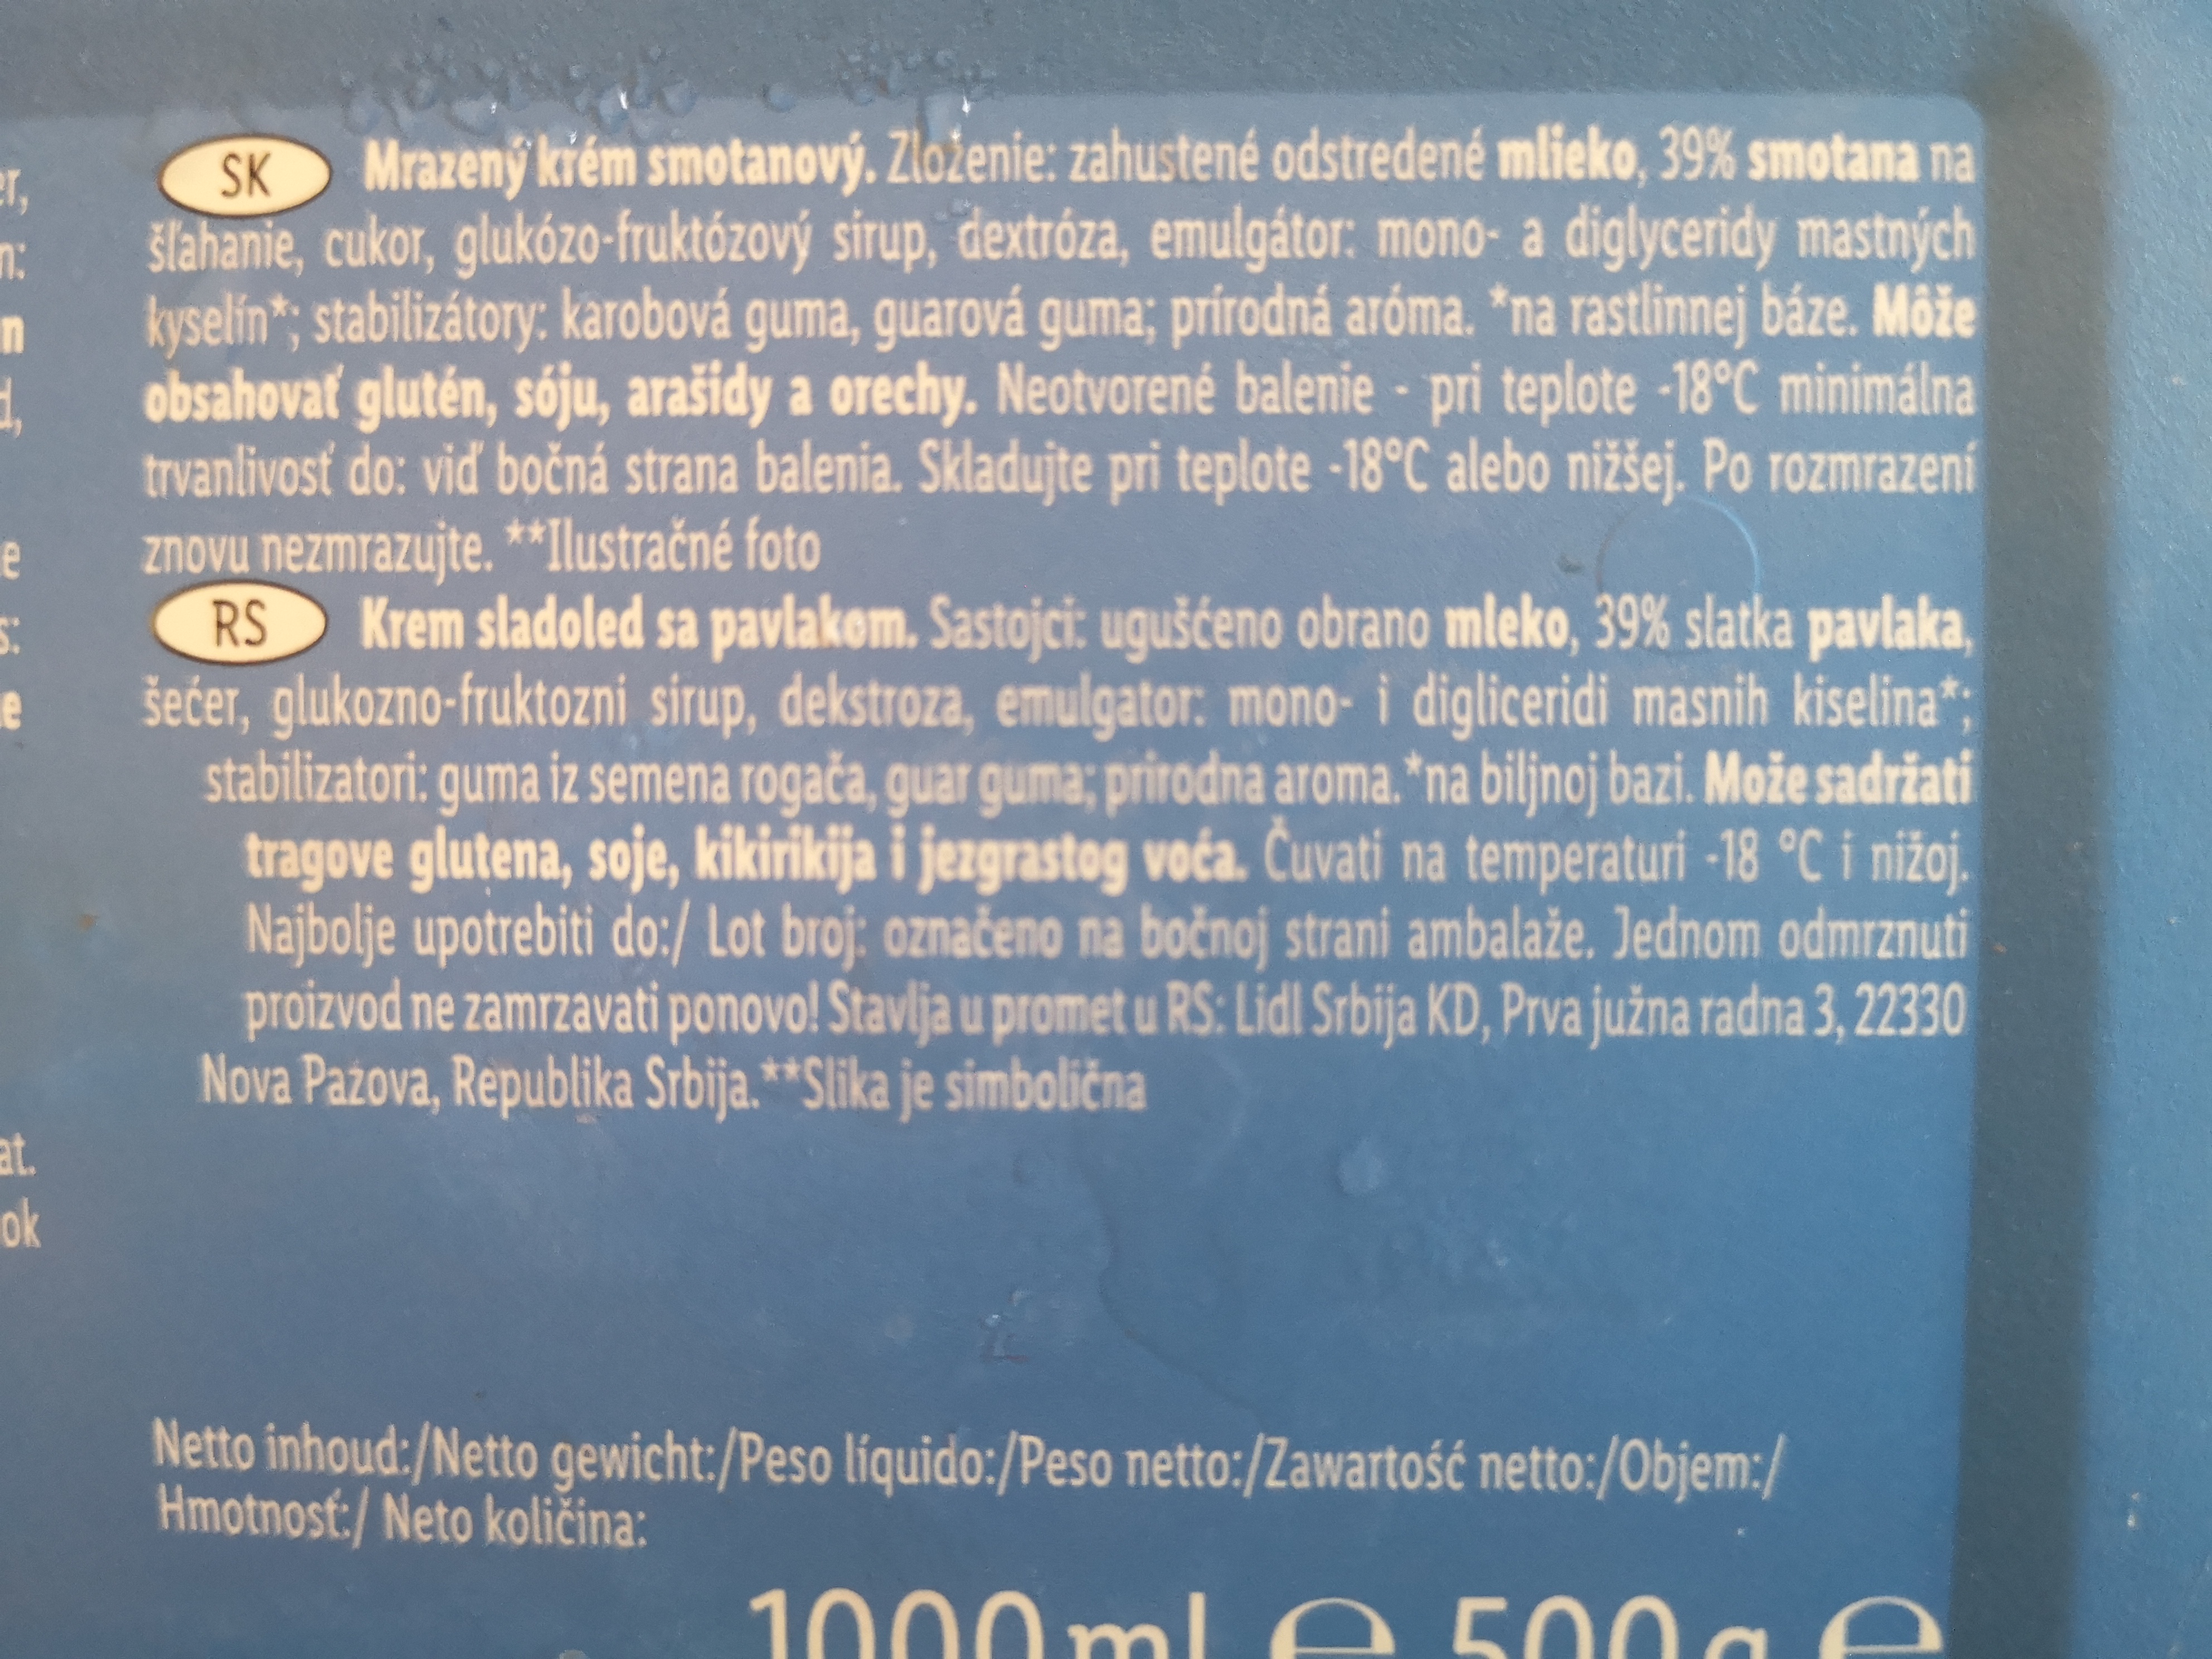 er,
n:
n
d,
e
s:
e
at.
ok
SK Mrazený krém smotanový. Zloženie: zahustené odstredené mlieko, 39% smotana na
šľahanie, cukor, glukózo-fruktózový sirup, dextróza, emulgátor: mono- a diglyceridy mastných
kyselín*; stabilizátory: karobová guma, guarová guma; prírodná aróma. *na rastlinnej báze. Môže
obsahovať glutén, sóju, arašidy a orechy. Neotvorené balenie - pri teplote -18°C minimálna
trvanlivosť do: viď bočná strana balenia. Skladujte pri teplote -18°C alebo nižšej. Po rozmrazení
znovu nezmrazujte. **Ilustračné foto
RS Krem sladoled sa pavlakom. Sastojci: ugušćeno obrano mleko, 39% slatka pavlaka,
šećer, glukozno-fruktozni sirup, dekstroza, emulgator: mono- i digliceridi masnih kiselina*;
stabilizatori: guma iz semena rogača, guar guma; prirodna aroma.*na biljnoj bazi. Može sadržati
tragove glutena, soje, kikirikija i jezgrastog voća. Čuvati na temperaturi -18 °C i nižoj.
Najbolje upotrebiti do:/ Lot broj: označeno na bočnoj strani ambalaže. Jednom odmrznuti
proizvod ne zamrzavati ponovo! Stavlja u promet u RS: Lidl Srbija KD, Prva južna radna 3, 22330
Nova Pazova, Republika Srbija.**Slika je simbolična
Netto inhoud:/Netto gewicht:/Peso líquido:/Peso netto:/Zawartość netto:/Objem:/
Hmotnosť:/ Neto količina:
1000 ml ℮ 500 g ℮